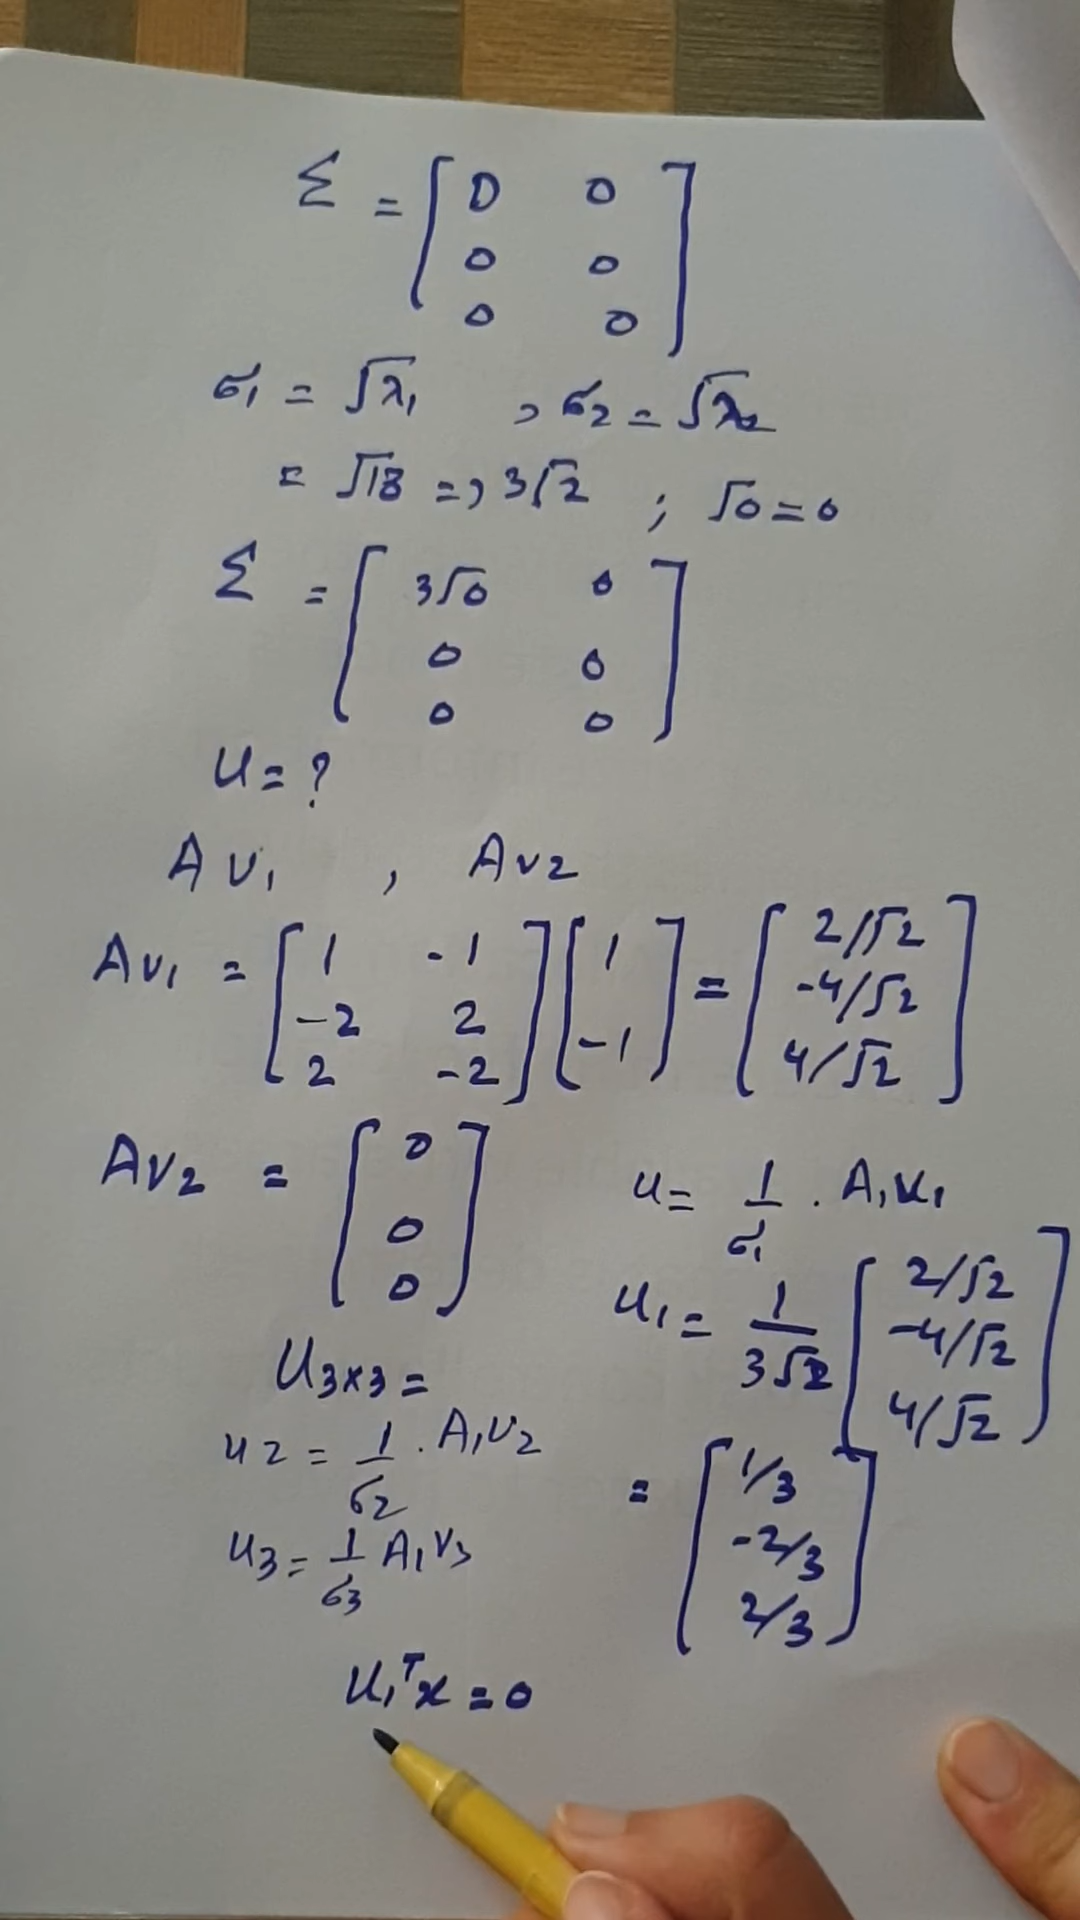 Σ = [ D 0
0 0
0 0 ]
σ1 = √λ1 , σ2 = √λ2
= √18 => 3√2 ; √0 = 0
Σ = [ 3√0 0
0 0
0 0 ]
U = ?
AV1 , AV2
AV1 = [ 1 -1
-2 2
2 -2 ] [ 1
-1 ] = [ 2/√2
-4/√2
4/√2 ]
AV2 = [ 0
0
0 ]
u = 1/σ1 . A1V1
u1 = 1/3√2 [ 2/√2
-4/√2
4/√2 ]
= [ 1/3
-2/3
2/3 ]
U3x3 =
u2 = 1/σ2 . A1V2
u3 = 1/σ3 A1V3
U1ᵀx = 0